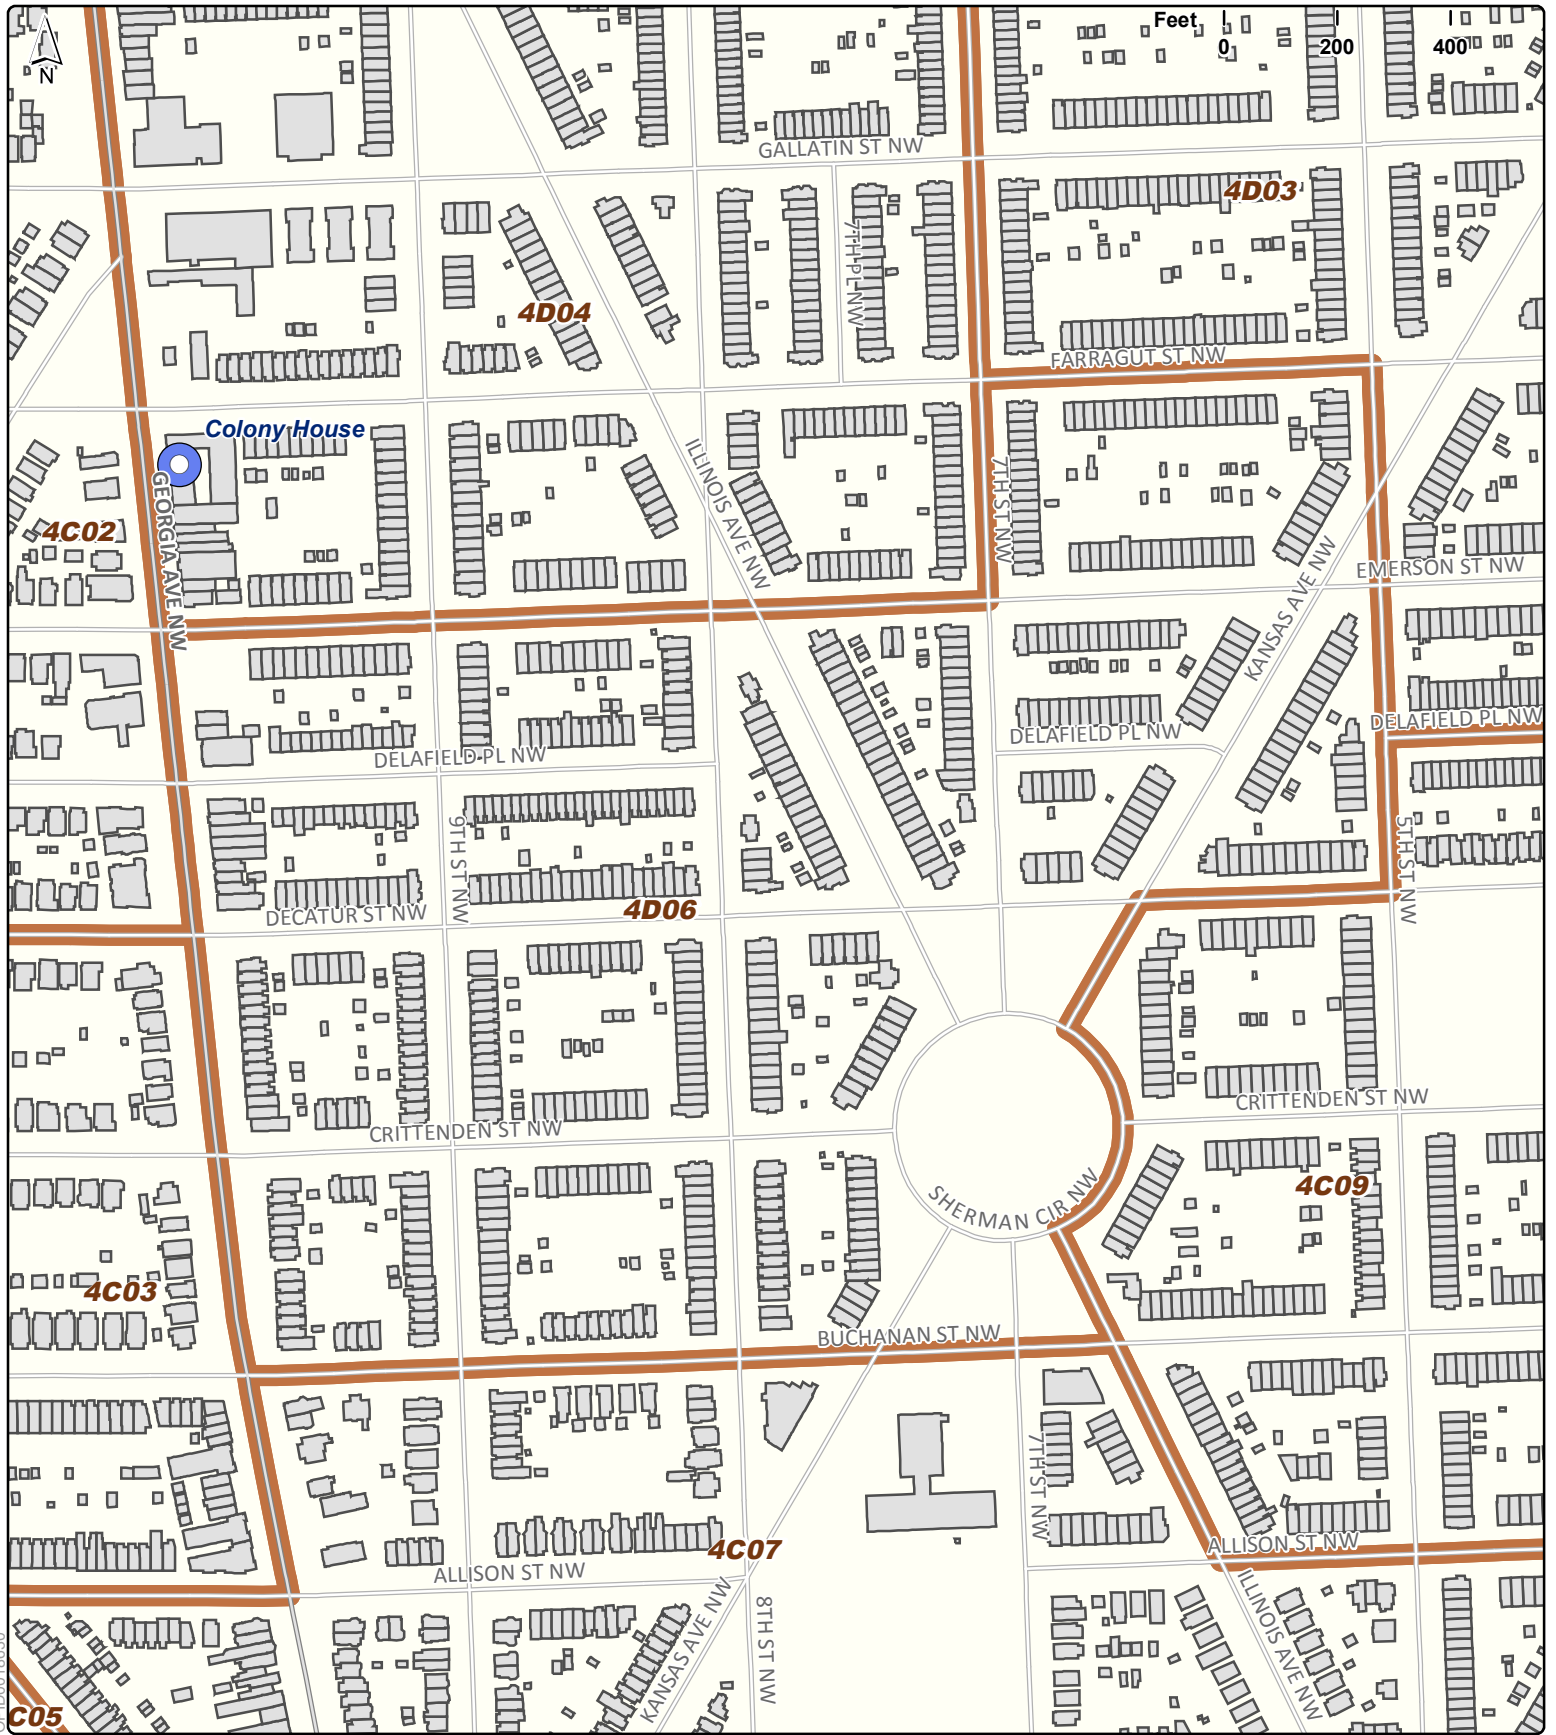 Feet
0 200 400
N
GALLATIN ST NW
4D03
7TH PL NW
4D04
FARRAGUT ST NW
Colony House
ILLINOIS AVE NW
7TH ST NW
GEORGIA AVE NW
4C02
KANSAS AVE NW
EMERSON ST NW
DELAFIELD PL NW
DELAFIELD PL NW
DELAFIELD PL NW
9TH ST NW
5TH ST NW
4D06
DECATUR ST NW
CRITTENDEN ST NW
CRITTENDEN ST NW
SHERMAN CIR NW
4C09
4C03
BUCHANAN ST NW
7TH ST NW
4C07
ALLISON ST NW
ALLISON ST NW
KANSAS AVE NW
8TH ST NW
ILLINOIS AVE NW
C05